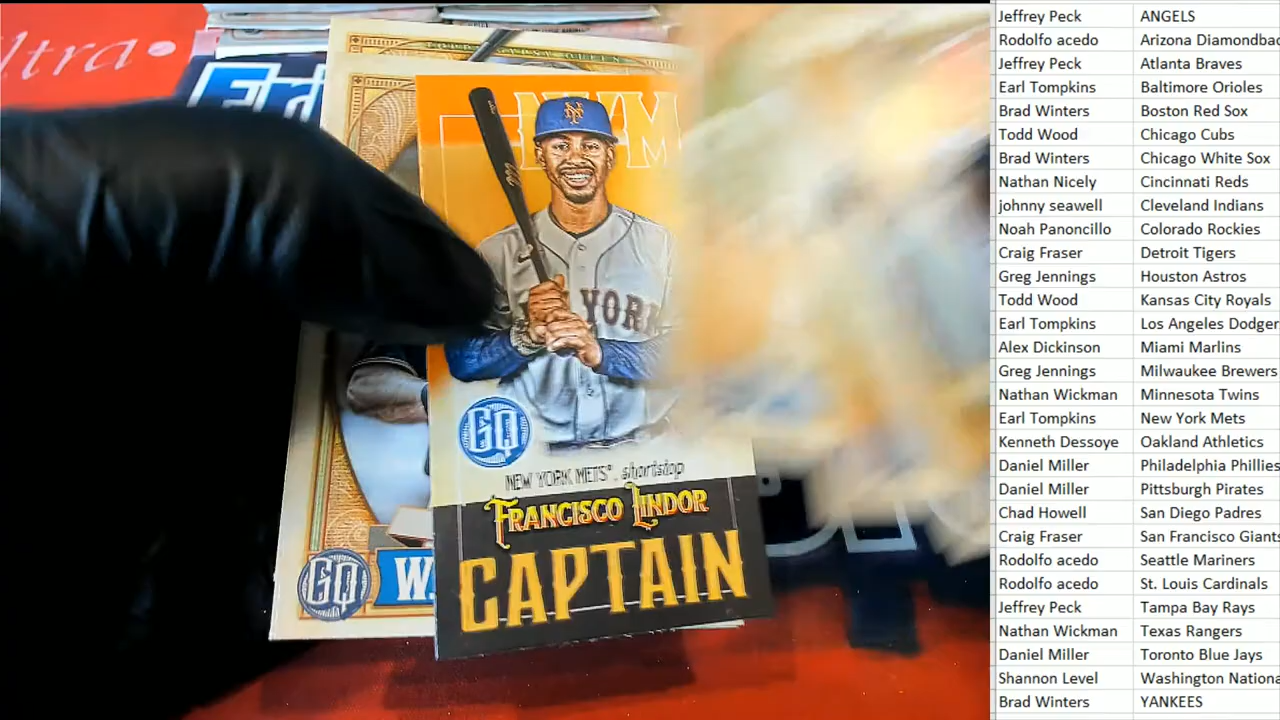 ltra
NYM
YORK
GQ
NEW YORK METS® . shortstop
FRANCISCO LINDOR
CAPTAIN
GQ
W.
Jeffrey Peck ANGELS
Rodolfo acedo Arizona Diamondbac
Jeffrey Peck Atlanta Braves
Earl Tompkins Baltimore Orioles
Brad Winters Boston Red Sox
Todd Wood Chicago Cubs
Brad Winters Chicago White Sox
Nathan Nicely Cincinnati Reds
johnny seawell Cleveland Indians
Noah Panoncillo Colorado Rockies
Craig Fraser Detroit Tigers
Greg Jennings Houston Astros
Todd Wood Kansas City Royals
Earl Tompkins Los Angeles Dodger
Alex Dickinson Miami Marlins
Greg Jennings Milwaukee Brewers
Nathan Wickman Minnesota Twins
Earl Tompkins New York Mets
Kenneth Dessoye Oakland Athletics
Daniel Miller Philadelphia Phillies
Daniel Miller Pittsburgh Pirates
Chad Howell San Diego Padres
Craig Fraser San Francisco Giants
Rodolfo acedo Seattle Mariners
Rodolfo acedo St. Louis Cardinals
Jeffrey Peck Tampa Bay Rays
Nathan Wickman Texas Rangers
Daniel Miller Toronto Blue Jays
Shannon Level Washington Nationa
Brad Winters YANKEES